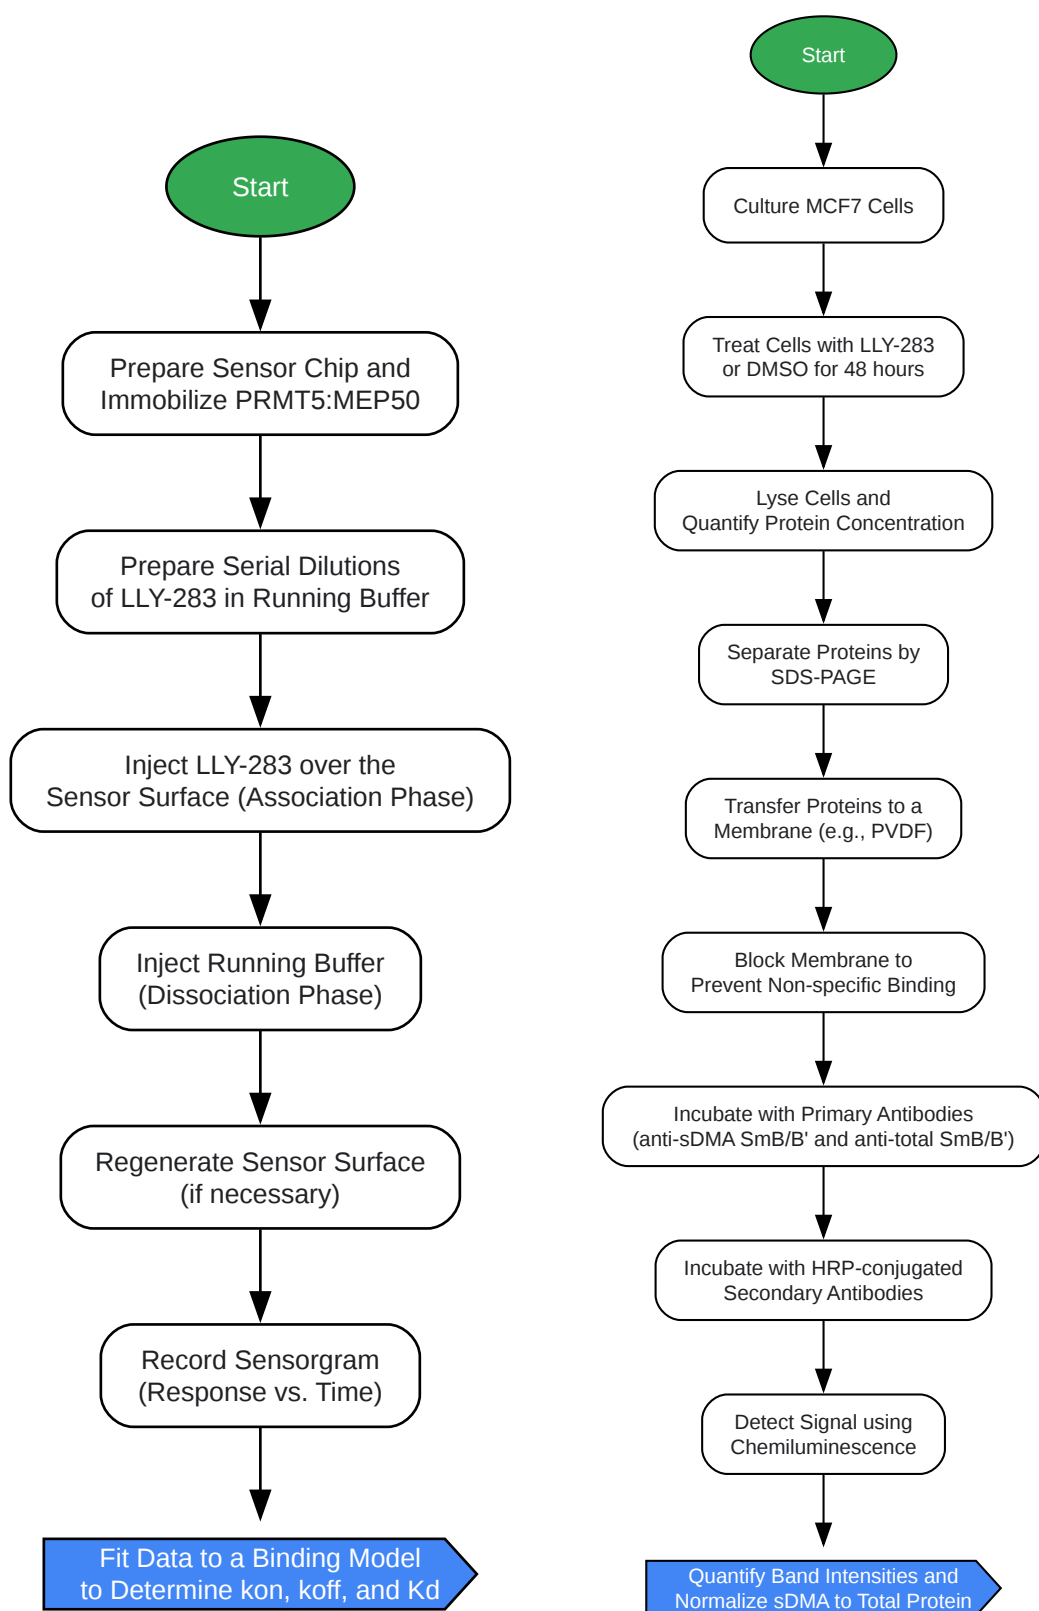 Start
Prepare Sensor Chip and
Immobilize PRMT5:MEP50
Prepare Serial Dilutions
of LLY-283 in Running Buffer
Inject LLY-283 over the
Sensor Surface (Association Phase)
Inject Running Buffer
(Dissociation Phase)
Regenerate Sensor Surface
(if necessary)
Record Sensorgram
(Response vs. Time)
Fit Data to a Binding Model
to Determine kon, koff, and Kd
Start
Culture MCF7 Cells
Treat Cells with LLY-283
or DMSO for 48 hours
Lyse Cells and
Quantify Protein Concentration
Separate Proteins by
SDS-PAGE
Transfer Proteins to a
Membrane (e.g., PVDF)
Block Membrane to
Prevent Non-specific Binding
Incubate with Primary Antibodies
(anti-sDMA SmB/B' and anti-total SmB/B')
Incubate with HRP-conjugated
Secondary Antibodies
Detect Signal using
Chemiluminescence
Quantify Band Intensities and
Normalize sDMA to Total Protein